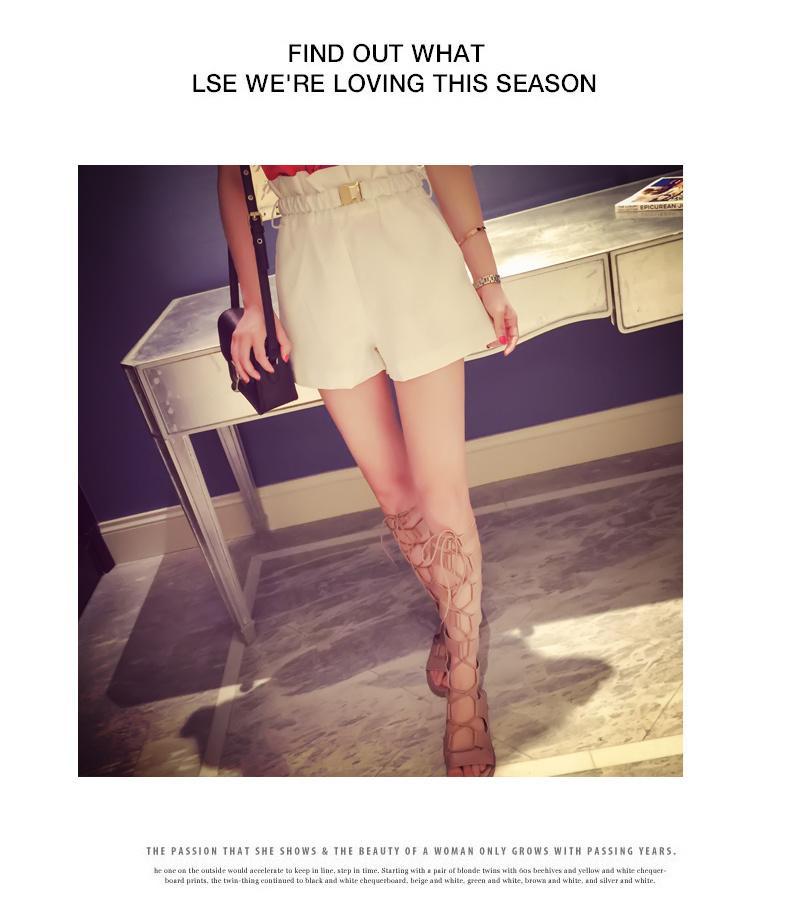 FIND OUT WHAT
LSE WE'RE LOVING THIS SEASON
EPICUREAN JO
THE PASSION THAT SHE SHOWS & THE BEAUTY OF A WOMAN ONLY GROWS WITH PASSING YEARS.
he one on the outside would accelerate to keep in line, step in time. Starting with a pair of blonde twins with 60s beehives and yellow and white chequer-
board prints, the twin-thing continued to black and white chequerboard, beige and white, green and white, brown and white, and silver and white.